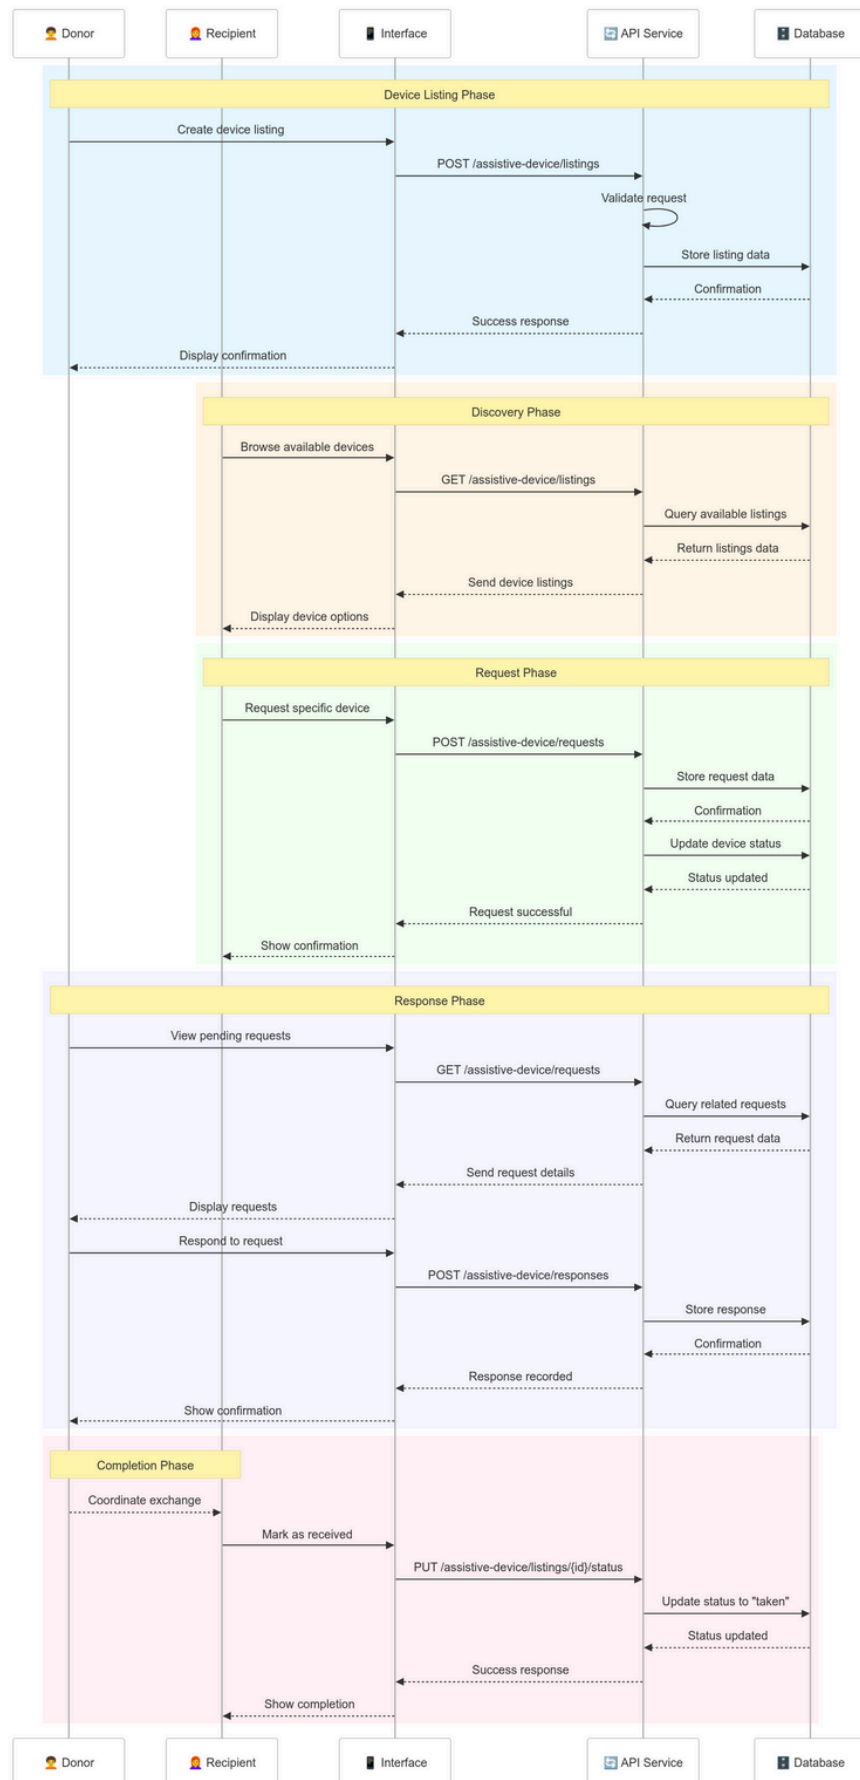 Donor
Recipient
Interface
API Service
Database
Device Listing Phase
Create device listing
POST /assistive-device/listings
Validate request
Store listing data
Confirmation
Success response
Display confirmation
Discovery Phase
Browse available devices
GET /assistive-device/listings
Query available listings
Return listings data
Send device listings
Display device options
Request Phase
Request specific device
POST /assistive-device/requests
Store request data
Confirmation
Update device status
Status updated
Request successful
Show confirmation
Response Phase
View pending requests
GET /assistive-device/requests
Query related requests
Return request data
Send request details
Display requests
Respond to request
POST /assistive-device/responses
Store response
Confirmation
Response recorded
Show confirmation
Completion Phase
Coordinate exchange
Mark as received
PUT /assistive-device/listings/{id}/status
Update status to "taken"
Status updated
Success response
Show completion
Donor
Recipient
Interface
API Service
Database